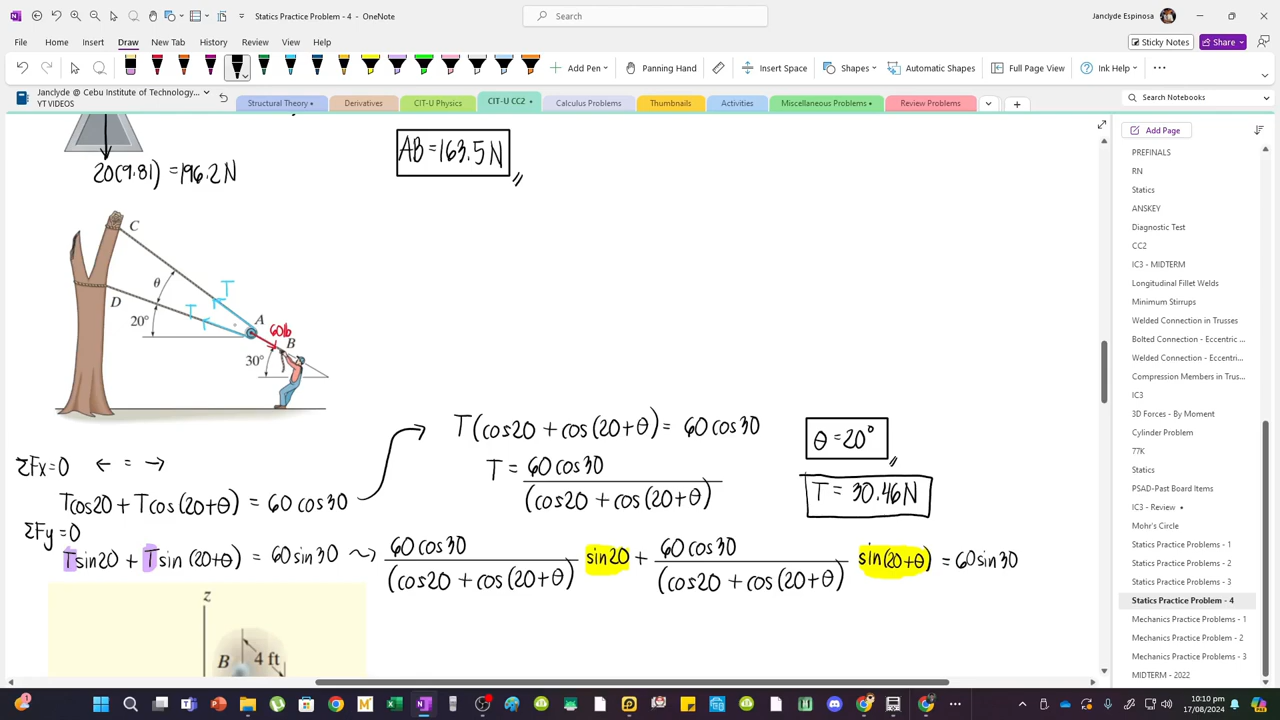 Statics Practice Problem - 4 - OneNote
Search
Janclyde Espinosa
File Home Insert Draw New Tab History Review View Help
Sticky Notes Share
Add Pen Panning Hand Insert Space Shapes Automatic Shapes Full Page View Ink Help
Janclyde @ Cebu Institute of Technology...
YT VIDEOS
Structural Theory Derivatives CIT-U Physics CIT-U CC2 Calculus Problems Thumbnails Activities Miscellaneous Problems Review Problems
Search Notebooks
Add Page
PREFINALS
RN
Statics
ANSKEY
Diagnostic Test
CC2
IC3 - MIDTERM
Longitudinal Fillet Welds
Minimum Stirrups
Welded Connection in Trusses
Bolted Connection - Eccentric ...
Welded Connection - Eccentri...
Compression Members in Trus...
IC3
3D Forces - By Moment
Cylinder Problem
77K
Statics
PSAD-Past Board Items
IC3 - Review
Mohr's Circle
Statics Practice Problems - 1
Statics Practice Problems - 2
Statics Practice Problems - 3
Statics Practice Problem - 4
Mechanics Practice Problems - 1
Mechanics Practice Problem - 2
Mechanics Practice Problems - 3
MIDTERM - 2022
20(9.81) = 196.2 N
AB = 163.5 N
C
θ
T
D
T
20°
A
60lb
B
30°
T(cos20 + cos(20+θ) = 60 cos30
T = 60 cos30
(cos20 + cos(20+θ)
θ = 20°
T = 30.46N
ΣFx=0 ← = →
Tcos20 + Tcos(20+θ) = 60 cos30
ΣFy=0
Tsin20 + Tsin(20+θ) = 60sin30
60 cos30 sin20 + 60 cos30 sin(20+θ) = 60sin30
(cos20 + cos(20+θ) (cos20 + cos(20+θ)
z
B
4 ft
10:10 pm
17/08/2024